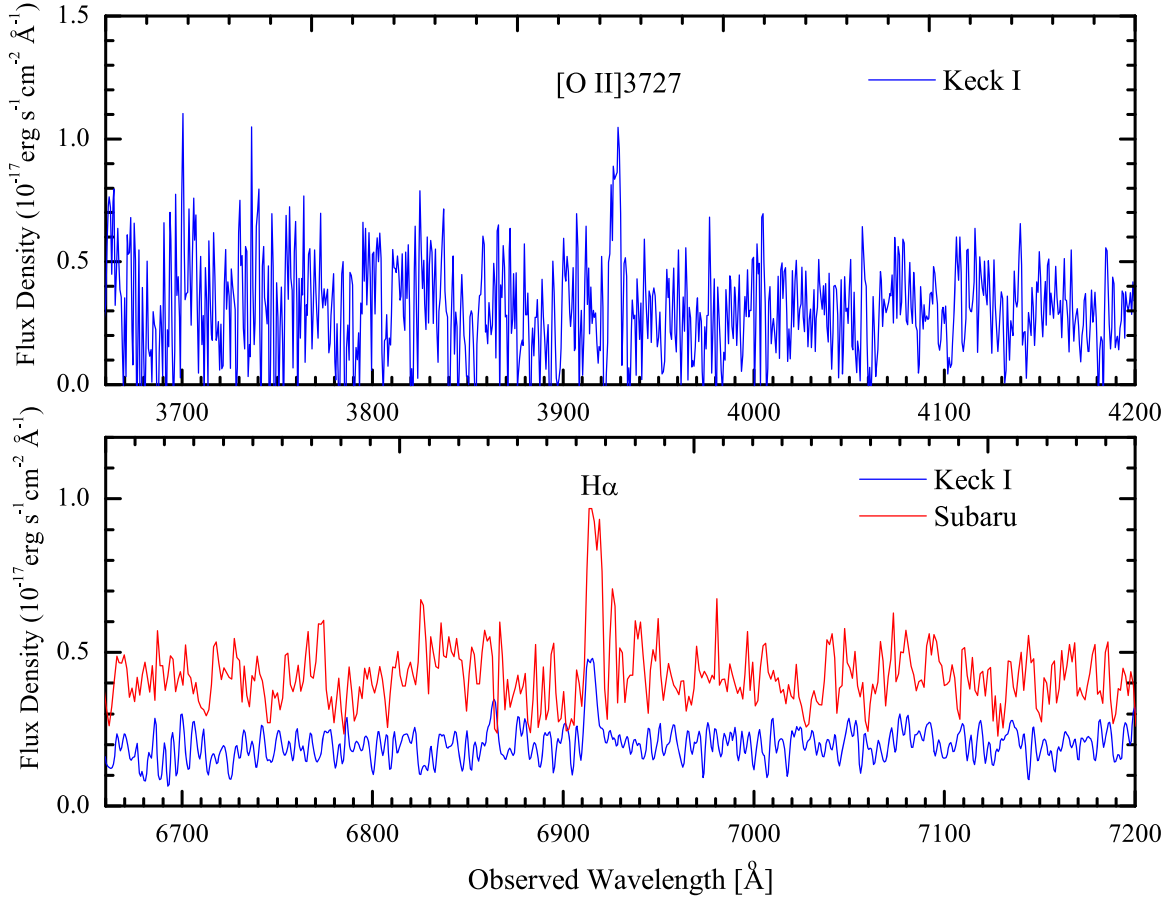 1.5
[O II]3727
Keck I
1.0
0.5
0.0
Flux Density (10⁻¹⁷erg s⁻¹cm⁻² Å⁻¹)
3700 3800 3900 4000 4100 4200
Hα
Keck I
Subaru
1.0
0.5
0.0
Flux Density (10⁻¹⁷erg s⁻¹cm⁻² Å⁻¹)
6700 6800 6900 7000 7100 7200
Observed Wavelength [Å]